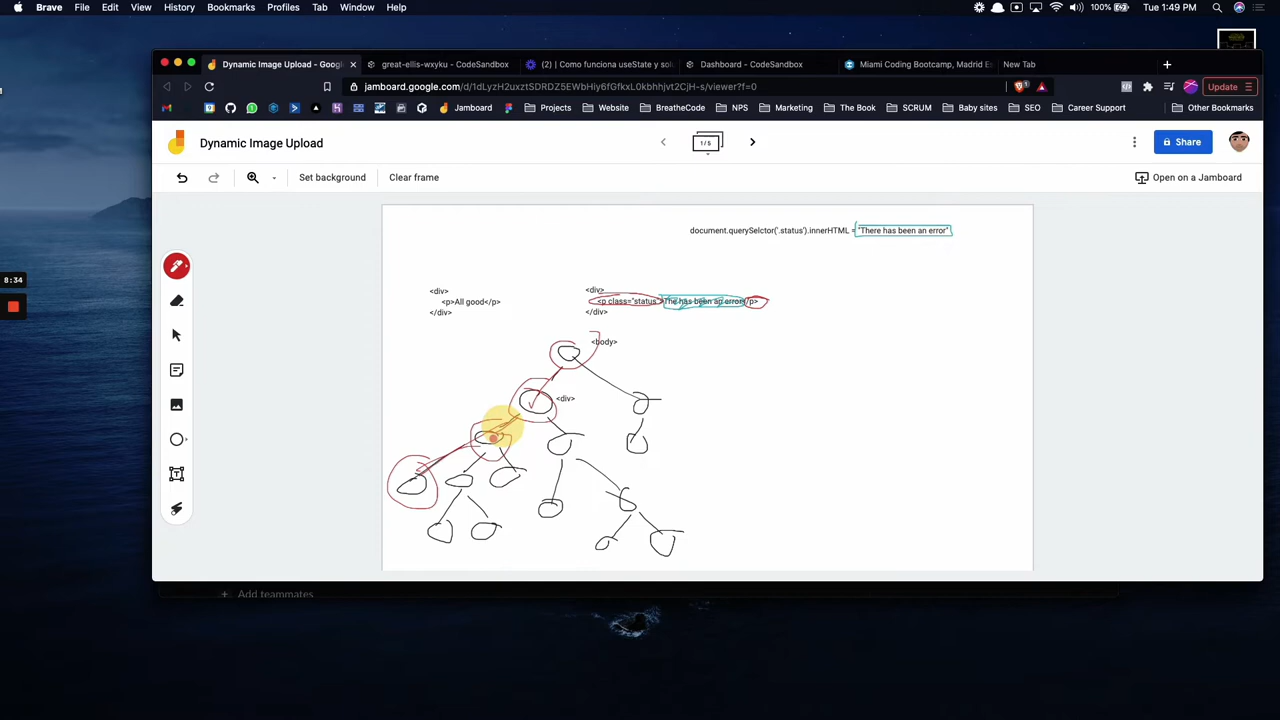 Brave File Edit View History Bookmarks Profiles Tab Window Help 100% Tue 1:49 PM
Dynamic Image Upload - Google great-ellis-wxyku - CodeSandbox (2) | Como funciona useState y sol Dashboard - CodeSandbox Miami Coding Bootcamp, Madrid Es New Tab
jamboard.google.com/d/1dLyzH2uxztSDRDZ5EWbHiy6fGfkxL0kbhhjvt2CjH-s/viewer?f=0 Update
Jamboard Projects Websites BreatheCode NPS Marketing The Book SCRUM Baby sites SEO Career Support Other Bookmarks
Dynamic Image Upload 1/5 Share
Set background Clear frame Open on a Jamboard
document.querySelctor('.status').innerHTML = "There has been an error"
8:34
<div>
<p>All good</p>
</div>
<div>
<p class="status">The has been an error</p>
</div>
<body>
<div>
+ Add teammates